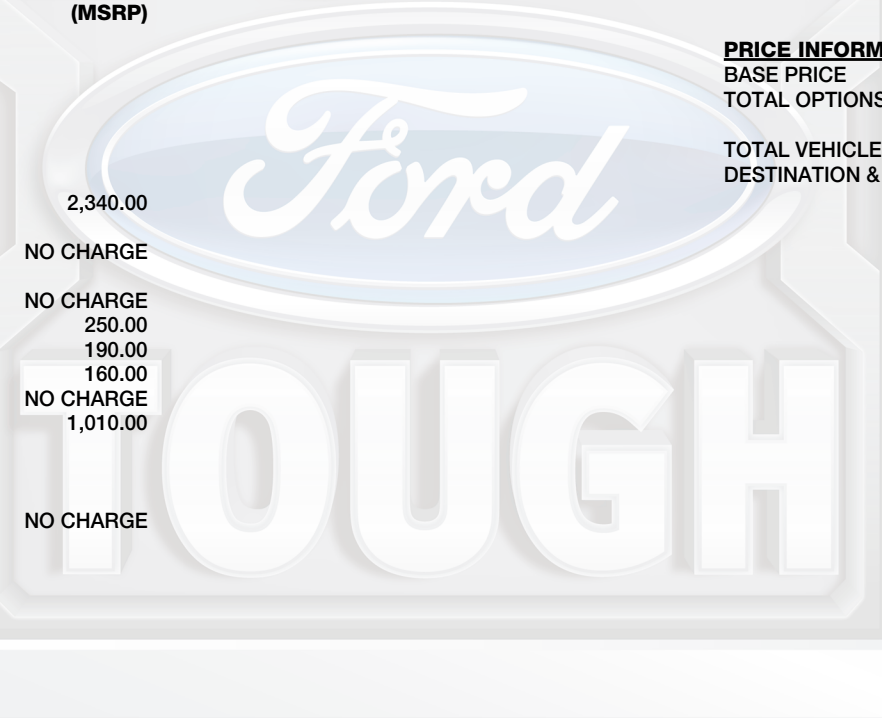 (MSRP)
2,340.00
NO CHARGE
NO CHARGE
250.00
190.00
160.00
NO CHARGE
1,010.00
NO CHARGE
PRICE INFORM
BASE PRICE
TOTAL OPTIONS
TOTAL VEHICLE
DESTINATION &
Ford
TOUGH